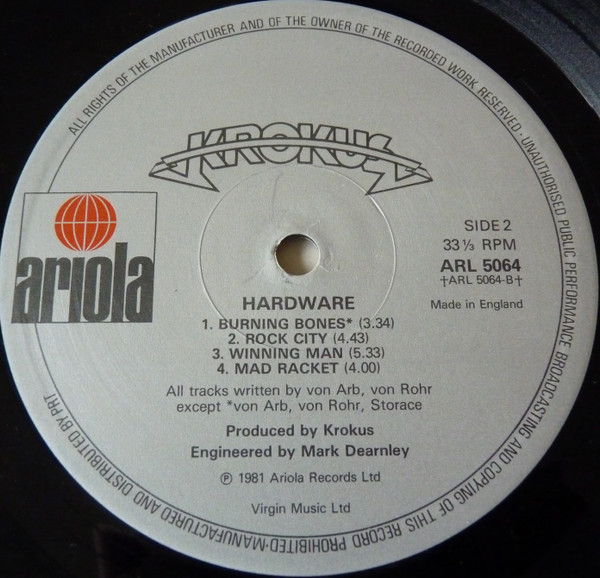 ALL RIGHTS OF THE MANUFACTURER AND OF THE OWNER OF THE RECORDED WORK RESERVED·UNAUTHORISED PUBLIC PERFORMANCE BROADCASTING AND COPYING OF THIS RECORD PROHIBITED·MANUFACTURED AND DISTRIBUTED BY PRT
KROKUS
ariola
SIDE 2
33⅓ RPM
ARL 5064
†ARL 5064-B†
Made in England
HARDWARE
1. BURNING BONES* (3.34)
2. ROCK CITY (4.43)
3. WINNING MAN (5.33)
4. MAD RACKET (4.00)
All tracks written by von Arb, von Rohr
except *von Arb, von Rohr, Storace
Produced by Krokus
Engineered by Mark Dearnley
℗ 1981 Ariola Records Ltd
Virgin Music Ltd